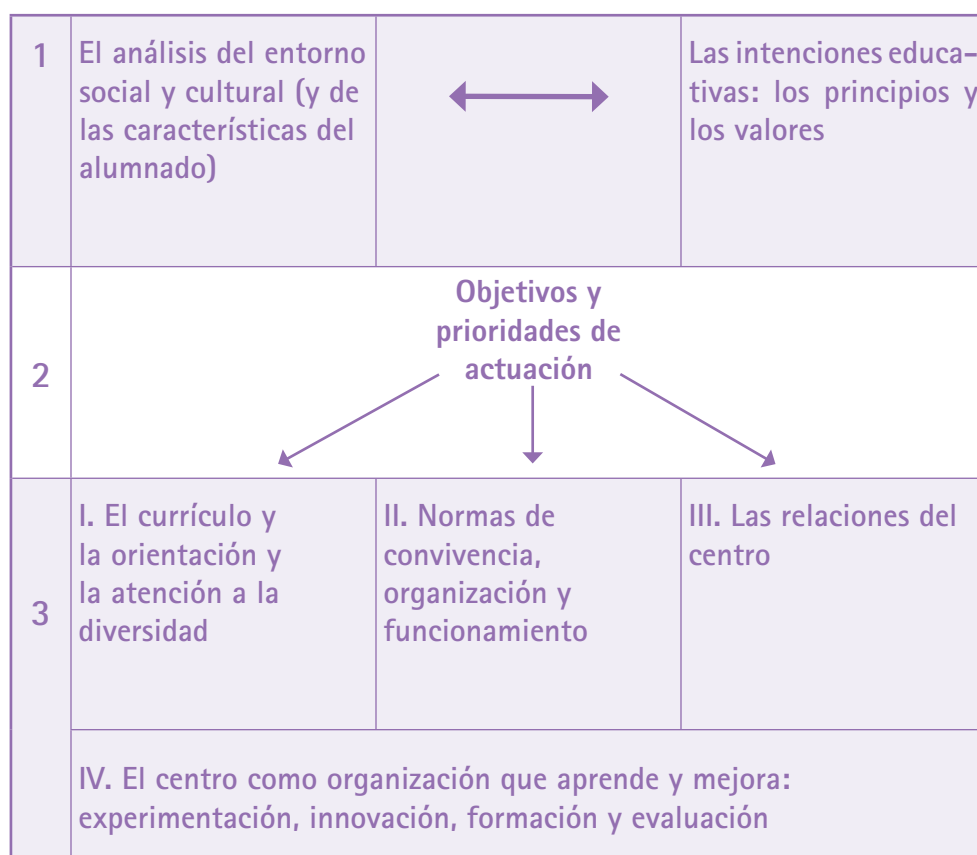 1
El análisis del entorno
social y cultural (y de
las características del
alumnado)
Las intenciones educa-
tivas: los principios y
los valores
2
Objetivos y
prioridades de
actuación
3
I. El currículo y
la orientación y
la atención a la
diversidad
II. Normas de
convivencia,
organización y
funcionamiento
III. Las relaciones del
centro
IV. El centro como organización que aprende y mejora:
experimentación, innovación, formación y evaluación